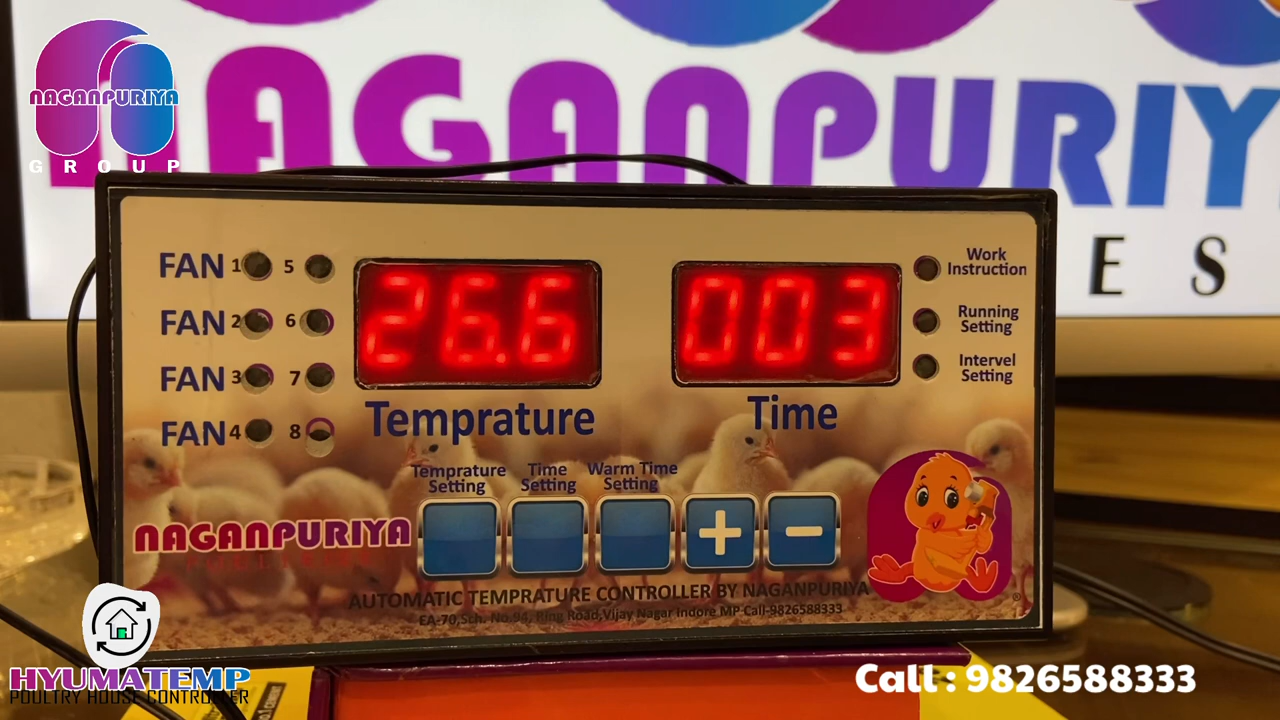 NAGANPURIYA
GROUP
NAGANPURIY
E S
FAN 1 5
FAN 2 6
FAN 3 7
FAN 4 8
26.6
003
Temprature
Time
Work
Instruction
Running
Setting
Intervel
Setting
Temprature
Setting
Time
Setting
Warm Time
Setting
+ −
NAGANPURIYA
AUTOMATIC TEMPRATURE CONTROLLER BY NAGANPURIYA
EA-70,Sch. No.94, Ring Road,Vijay Nagar Indore MP Call-9826588333
®
HYUMATEMP
POULTRY HOUSE CONTROLLER
Call : 9826588333